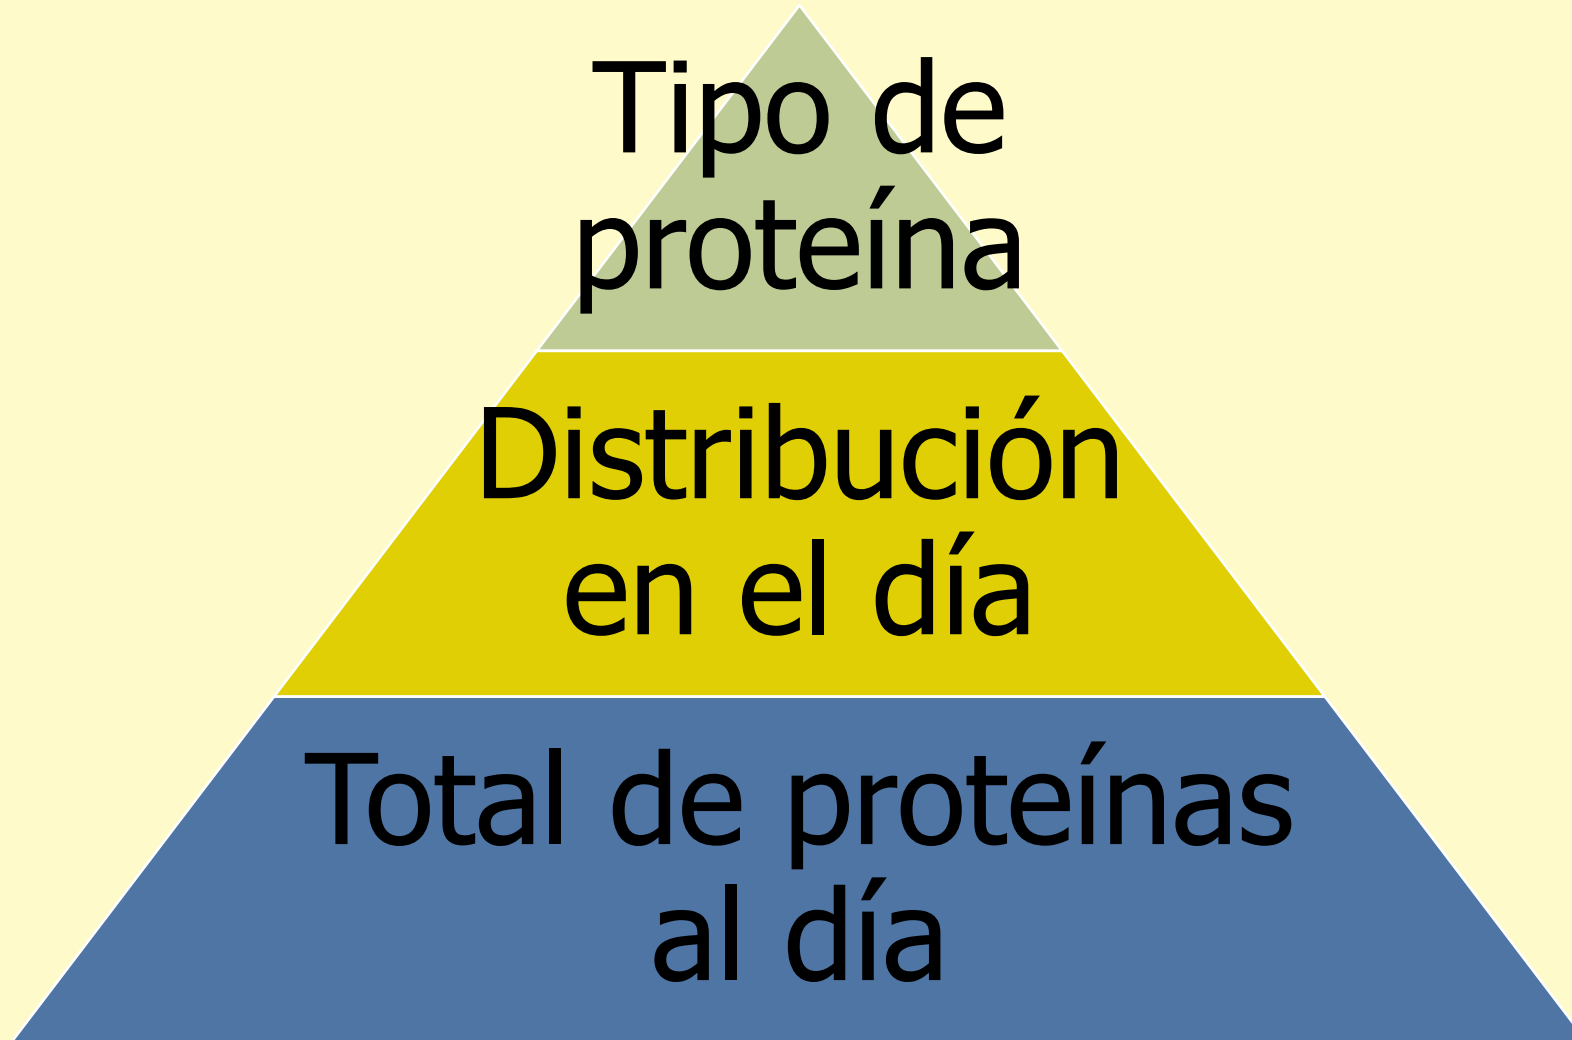 Tipo de
proteína
Distribución
en el día
Total de proteínas
al día